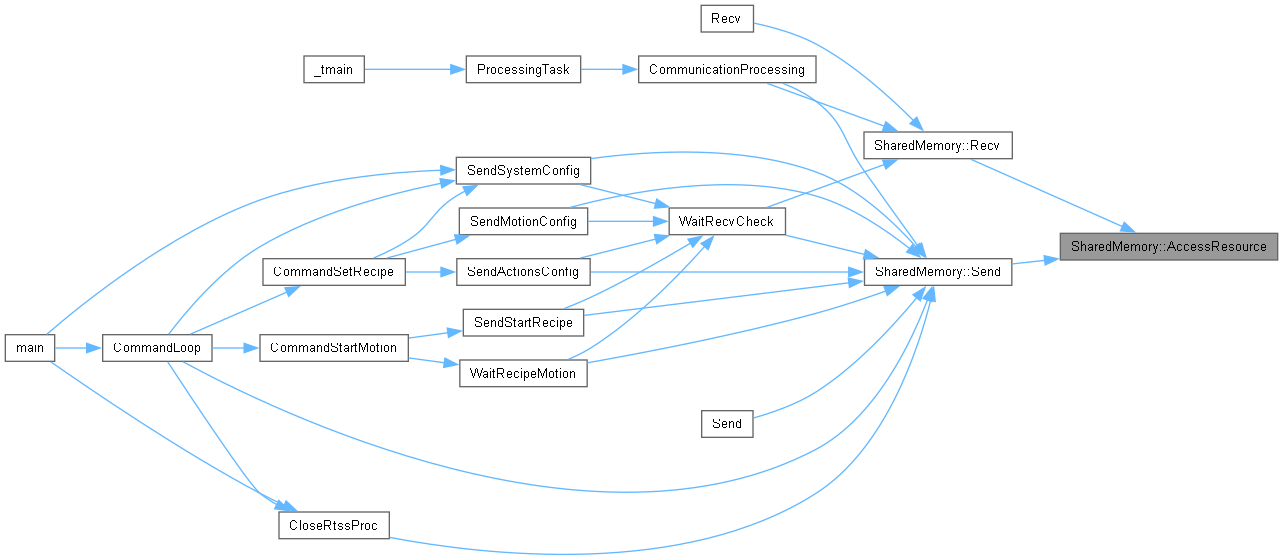 Recv
_tmain
ProcessingTask
CommunicationProcessing
SharedMemory::Recv
SendSystemConfig
SendMotionConfig
WaitRecvCheck
SharedMemory::AccessResource
CommandSetRecipe
SendActionsConfig
SharedMemory::Send
SendStartRecipe
main
CommandLoop
CommandStartMotion
WaitRecipeMotion
Send
CloseRtssProc